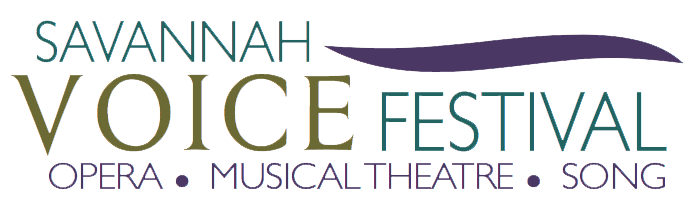 SAVANNAH
VOICE FESTIVAL
OPERA • MUSICAL THEATRE • SONG